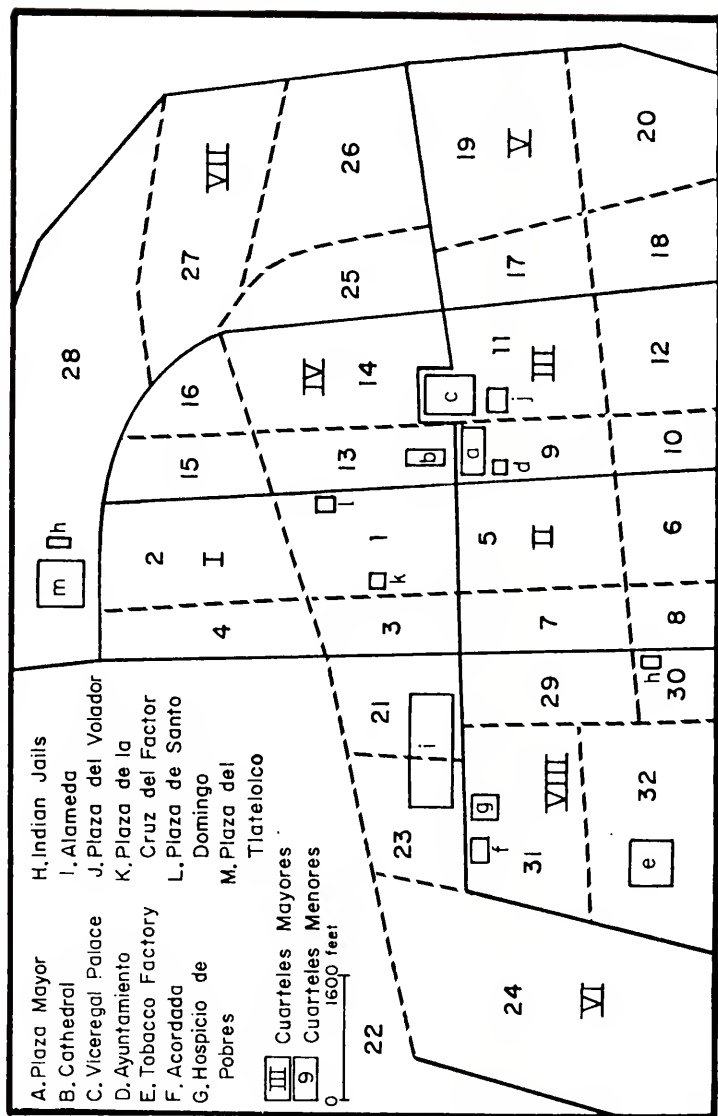 A. Plaza Mayor
B. Cathedral
C. Viceregal Palace
D. Ayuntamiento
E. Tobacco Factory
F. Acordada
G. Hospicio de
Pobres
H. Indian Jails
I. Alameda
J. Plaza del Volador
K. Plaza de la
Cruz del Factor
L. Plaza de Santo
Domingo
M. Plaza del
Tlatelolco
III Cuarteles Mayores
9 Cuarteles Menores
0 1600 feet
28
m
h
27
VII
16
15
2
I
4
26
25
IV
14
13
b
l
1
k
3
21
i
23
22
c
19
V
17
11
III
j
a
d
9
5
II
7
29
g
f
VIII
31
24
VI
20
18
12
10
6
8
h
30
32
e